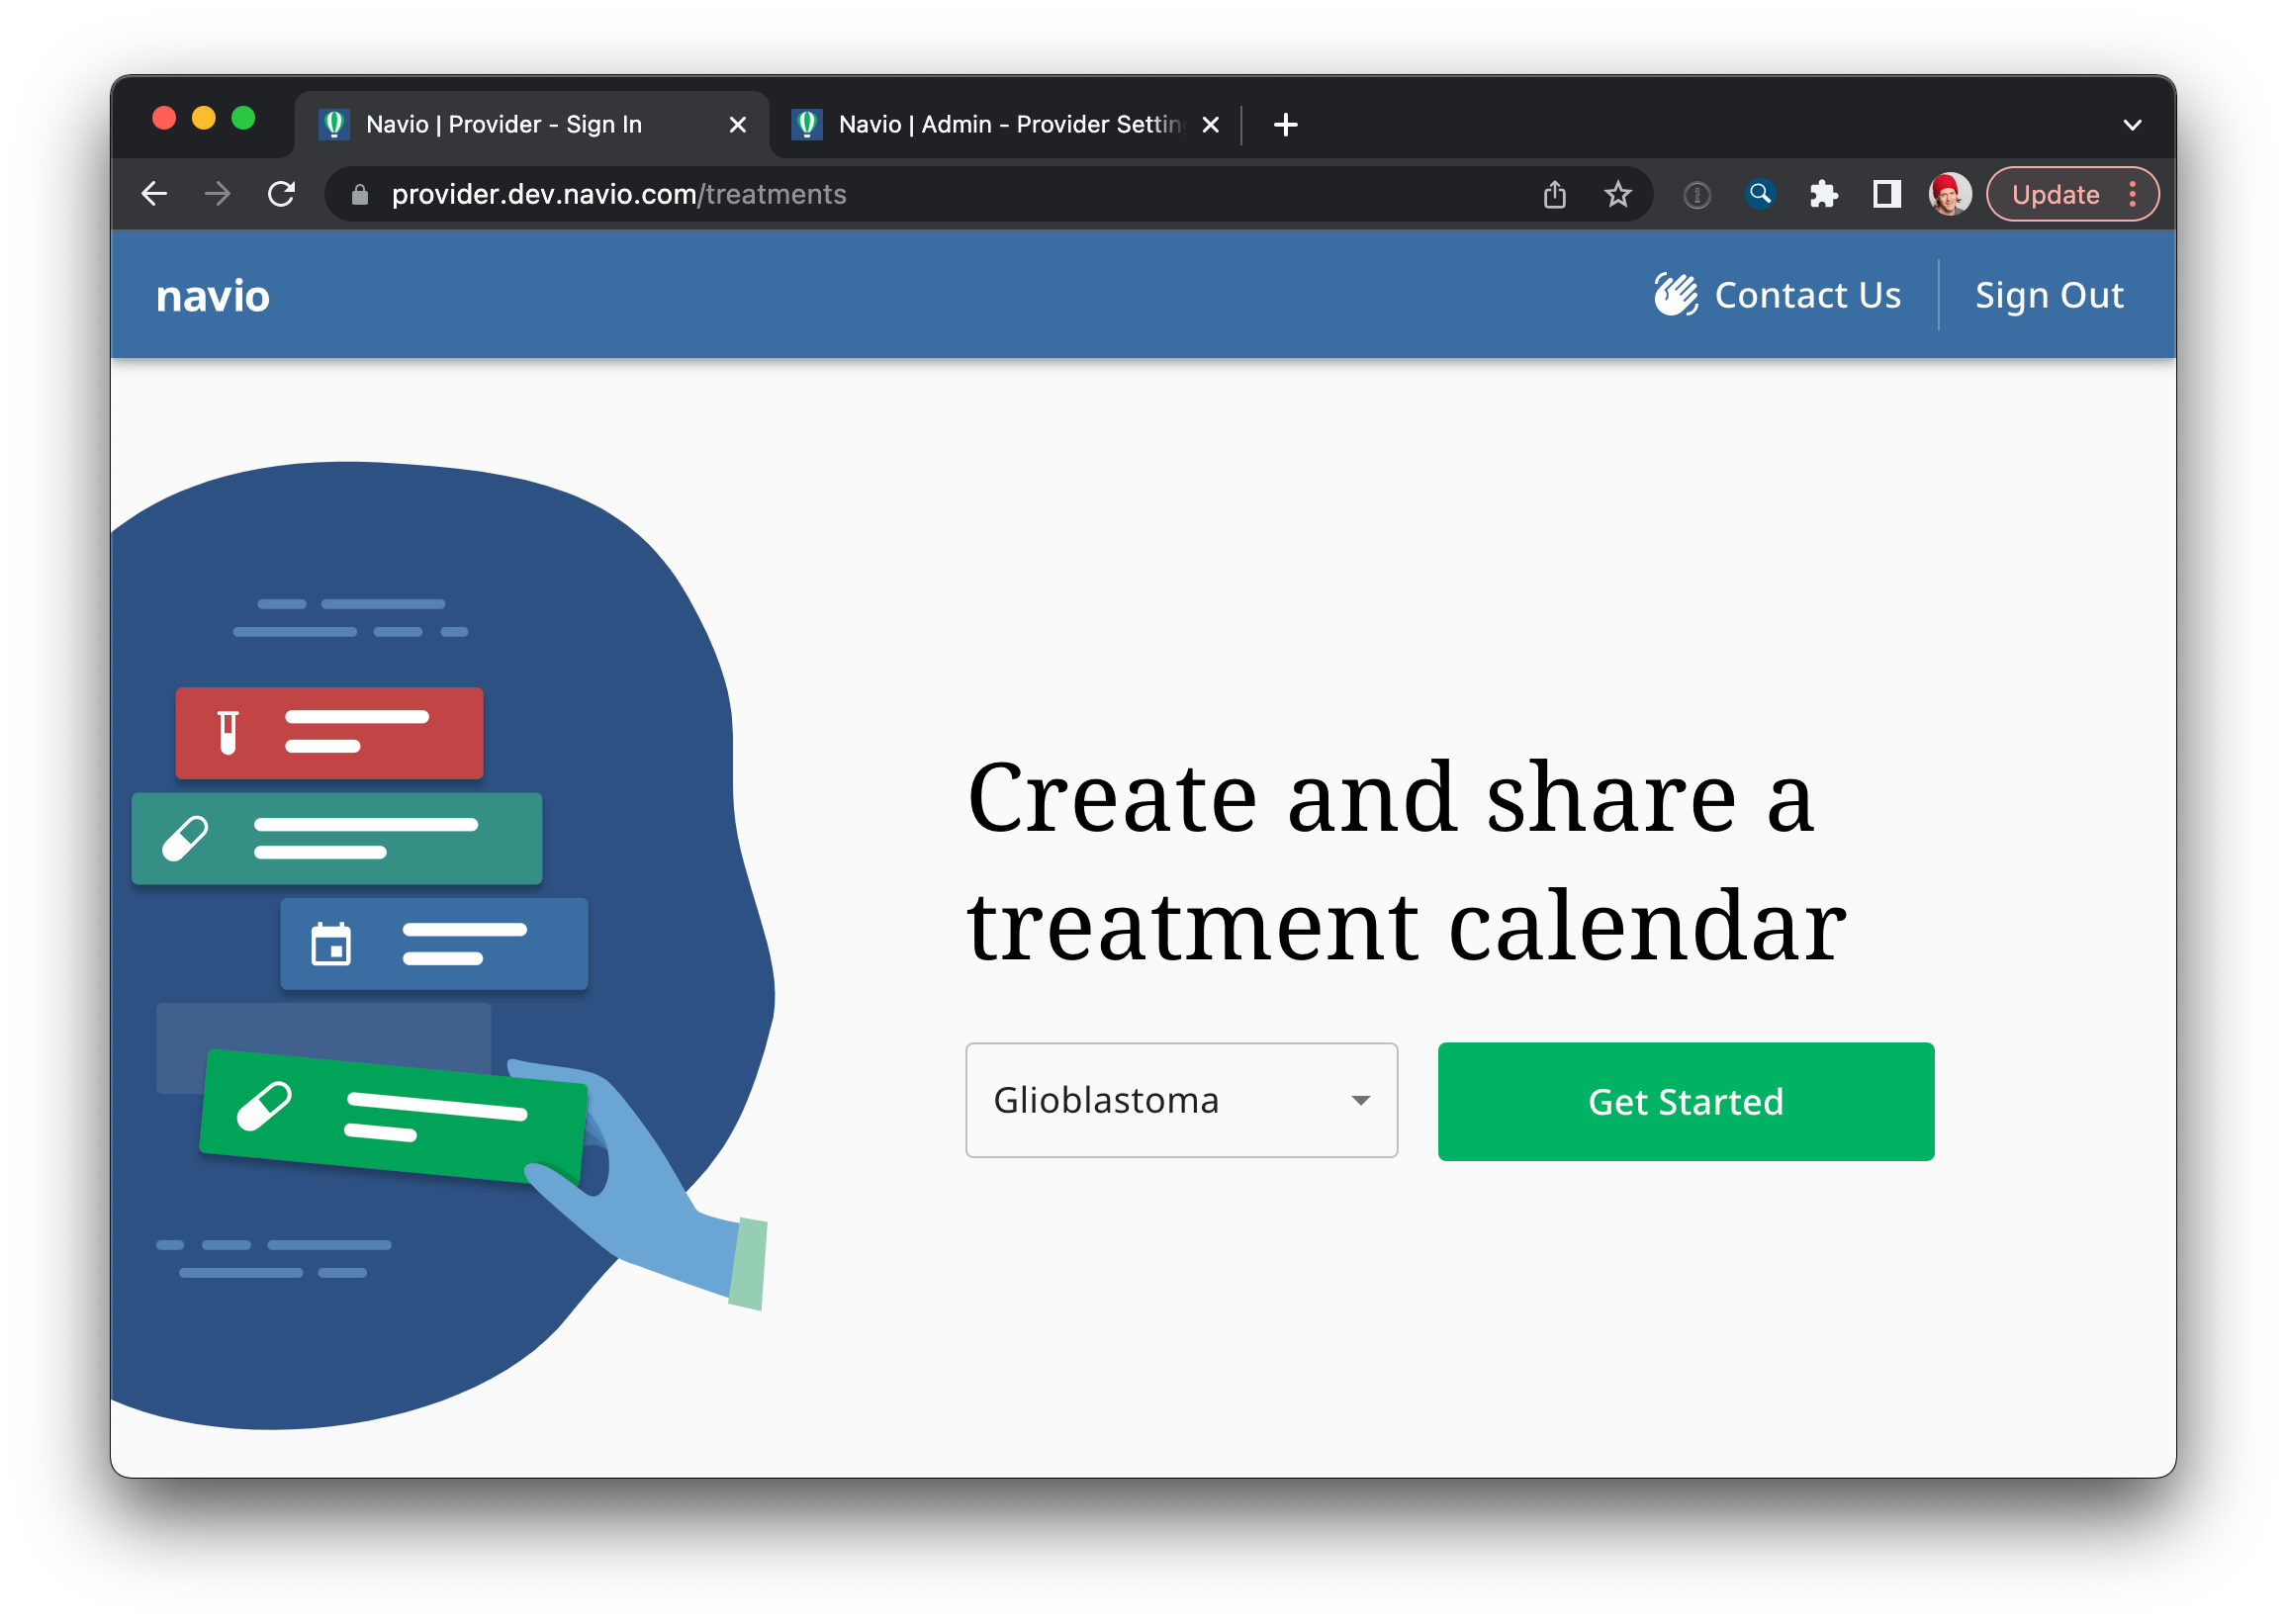 Navio | Provider - Sign In
Navio | Admin - Provider Settin
provider.dev.navio.com/treatments
Update
navio
Contact Us
Sign Out
Create and share a
treatment calendar
Glioblastoma
Get Started